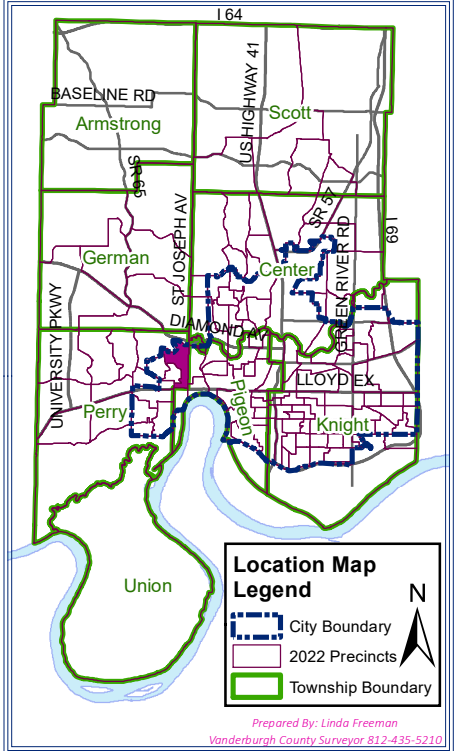 I 64
US HIGHWAY 41
BASELINE RD
Scott
Armstrong
SR 65
ST. JOSEPH AV
SR 57
GREEN RIVER RD
I 69
German
Center
UNIVERSITY PKWY
DIAMOND AV
LLOYD EX
Perry
Pigeon
Knight
Union
Location Map
Legend
N
City Boundary
2022 Precincts
Township Boundary
Prepared By: Linda Freeman
Vanderburgh County Surveyor 812-435-5210